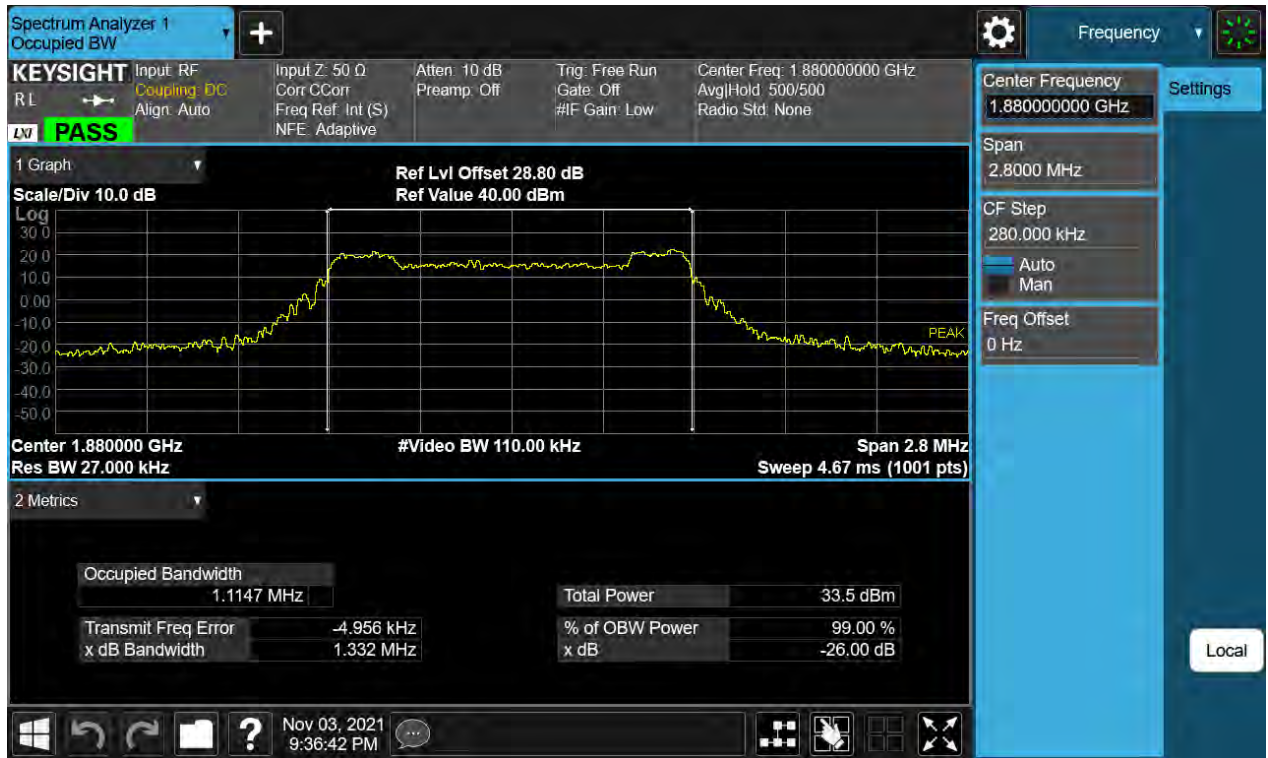 Spectrum Analyzer 1
Occupied BW
Frequency
KEYSIGHT
RL
LXI
PASS
Input: RF
Coupling: DC
Align: Auto
Input Z: 50 Ω
Corr CCorr
Freq Ref: Int (S)
NFE: Adaptive
Atten: 10 dB
Preamp: Off
Trig: Free Run
Gate: Off
#IF Gain: Low
Center Freq: 1.880000000 GHz
Avg|Hold: 500/500
Radio Std: None
Center Frequency
1.880000000 GHz
Settings
Span
2.8000 MHz
CF Step
280.000 kHz
Auto
Man
Freq Offset
0 Hz
1 Graph
Scale/Div 10.0 dB
Ref Lvl Offset 28.80 dB
Ref Value 40.00 dBm
Log
30.0
20.0
10.0
0.00
-10.0
-20.0
-30.0
-40.0
-50.0
PEAK
Center 1.880000 GHz
#Video BW 110.00 kHz
Span 2.8 MHz
Res BW 27.000 kHz
Sweep 4.67 ms (1001 pts)
2 Metrics
Occupied Bandwidth
1.1147 MHz
Total Power 33.5 dBm
Transmit Freq Error -4.956 kHz
% of OBW Power 99.00 %
x dB Bandwidth 1.332 MHz
x dB -26.00 dB
Local
?
Nov 03, 2021
9:36:42 PM